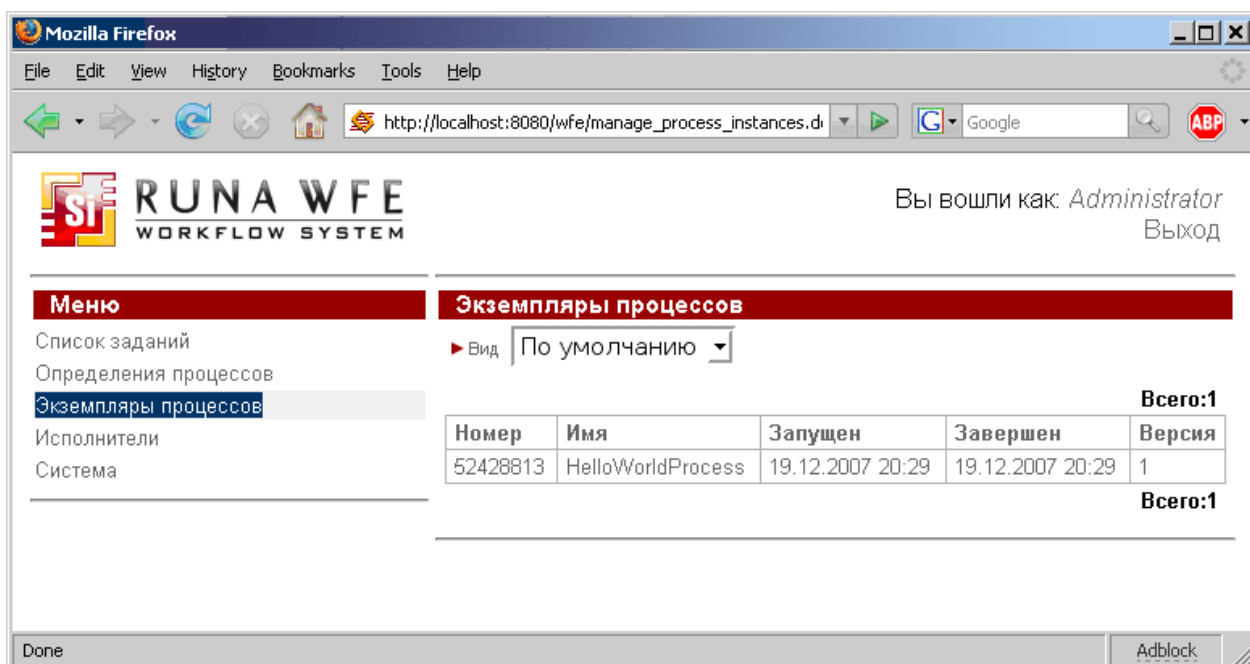 Mozilla Firefox
File Edit View History Bookmarks Tools Help
http://localhost:8080/wfe/manage_process_instances.d
G Google
ABP
Si RUNA WFE
WORKFLOW SYSTEM
Вы вошли как: Administrator
Выход
Меню
Список заданий
Определения процессов
Экземпляры процессов
Исполнители
Система
Экземпляры процессов
Вид По умолчанию
Всего:1
Номер Имя Запущен Завершен Версия
52428813 HelloWorldProcess 19.12.2007 20:29 19.12.2007 20:29 1
Всего:1
Done Adblock